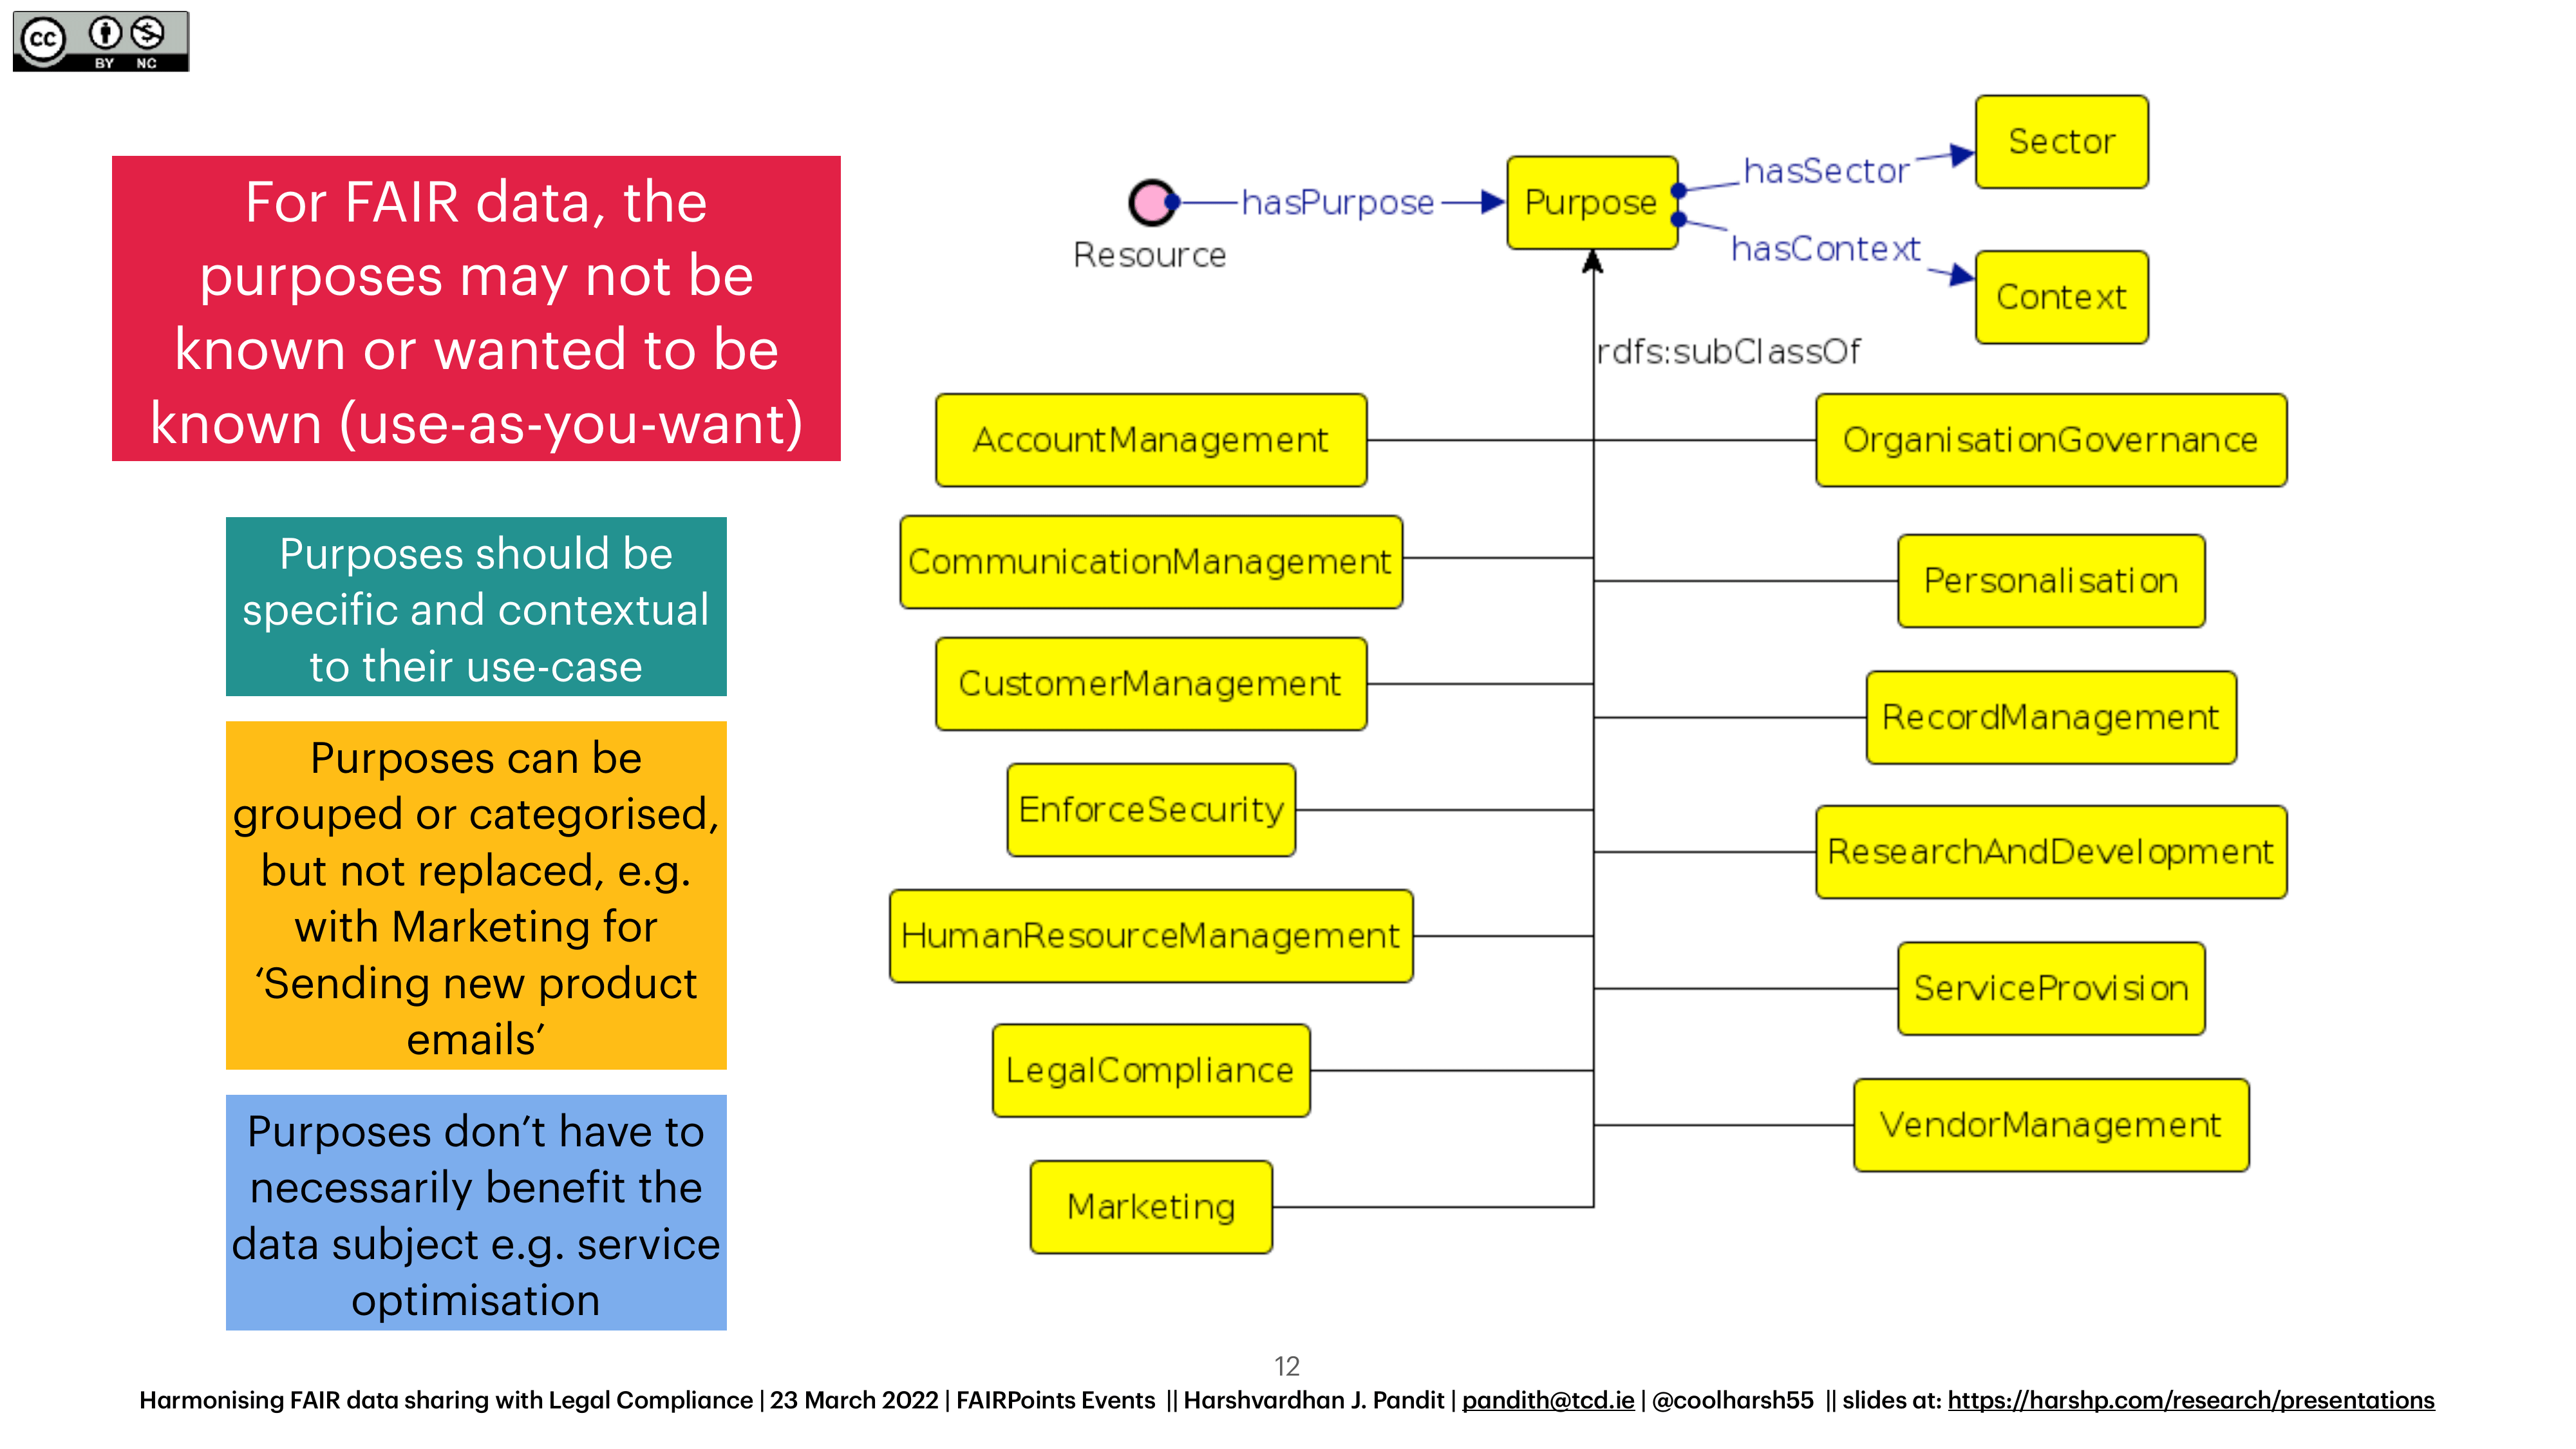 cc
BY NC
For FAIR data, the
purposes may not be
known or wanted to be
known (use-as-you-want)
Purposes should be
specific and contextual
to their use-case
Purposes can be
grouped or categorised,
but not replaced, e.g.
with Marketing for
‘Sending new product
emails’
Purposes don’t have to
necessarily benefit the
data subject e.g. service
optimisation
Resource
hasPurpose
Purpose
hasSector
Sector
hasContext
Context
rdfs:subClassOf
AccountManagement
CommunicationManagement
CustomerManagement
EnforceSecurity
HumanResourceManagement
LegalCompliance
Marketing
OrganisationGovernance
Personalisation
RecordManagement
ResearchAndDevelopment
ServiceProvision
VendorManagement
12
Harmonising FAIR data sharing with Legal Compliance | 23 March 2022 | FAIRPoints Events || Harshvardhan J. Pandit | pandith@tcd.ie | @coolharsh55 || slides at: https://harshp.com/research/presentations